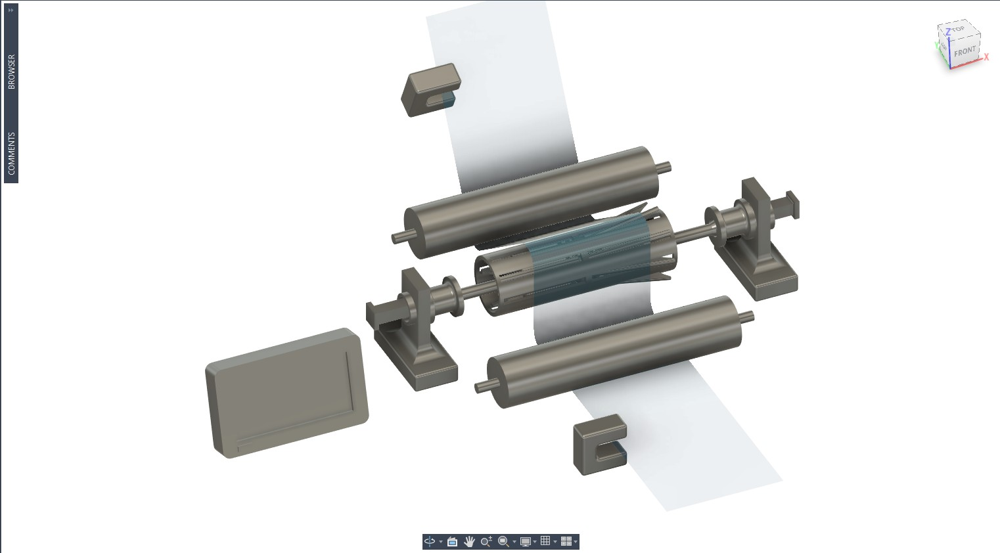 BROWSER
COMMENTS
TOP
FRONT
Z
X
Y